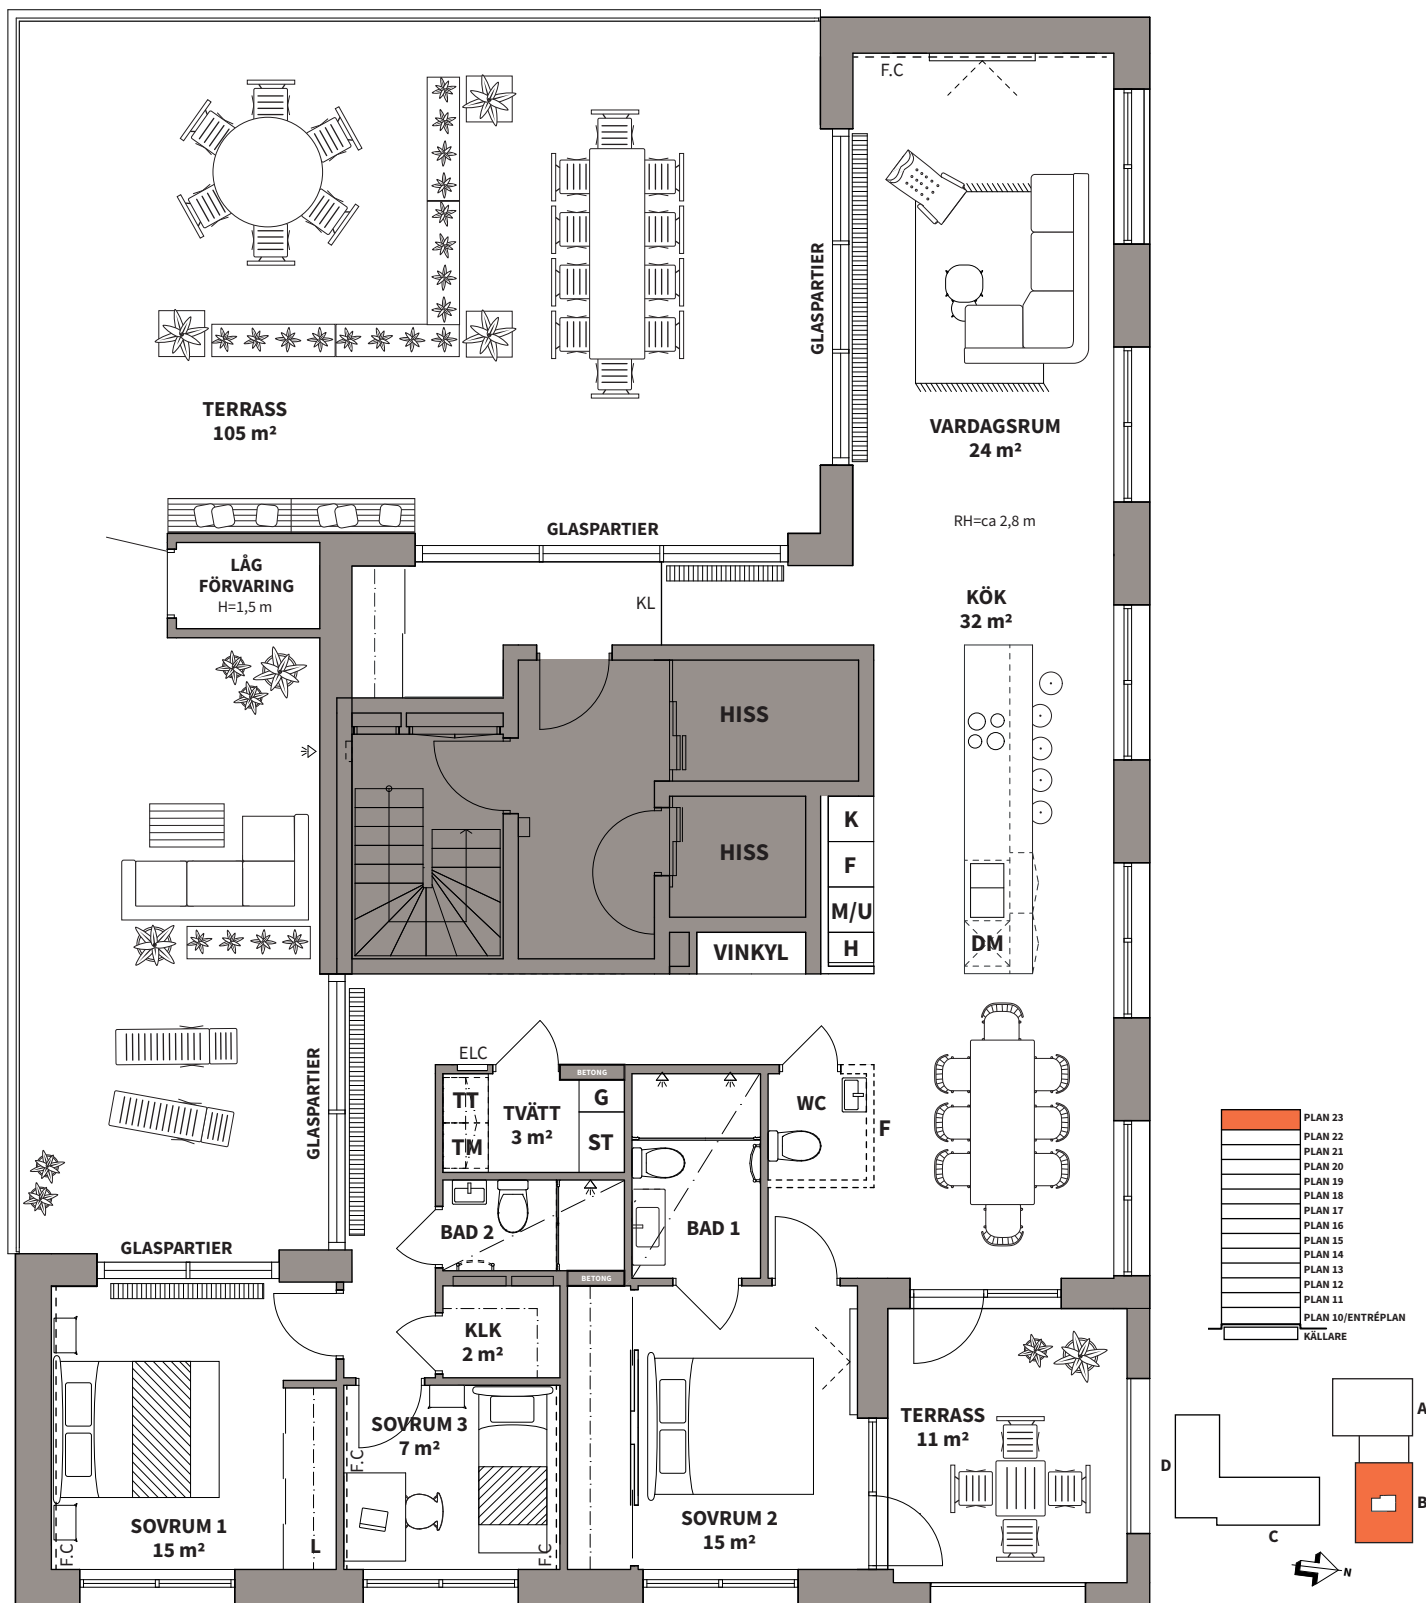 F.C
GLASPARTIER
TERRASS
105 m²
VARDAGSRUM
24 m²
RH=ca 2,8 m
GLASPARTIER
LÅG
FÖRVARING
H=1,5 m
KL
KÖK
32 m²
HISS
HISS
K
F
M/U
H
VINKYL
DM
GLASPARTIER
ELC
BETONG
TT
TM
TVÄTT
3 m²
G
ST
WC
F
BAD 2
BAD 1
BETONG
GLASPARTIER
KLK
2 m²
SOVRUM 3
7 m²
F.C
F.C
SOVRUM 1
15 m²
F.C
L
SOVRUM 2
15 m²
TERRASS
11 m²
PLAN 23
PLAN 22
PLAN 21
PLAN 20
PLAN 19
PLAN 18
PLAN 17
PLAN 16
PLAN 15
PLAN 14
PLAN 13
PLAN 12
PLAN 11
PLAN 10/ENTRÉPLAN
KÄLLARE
A
B
C
D
N